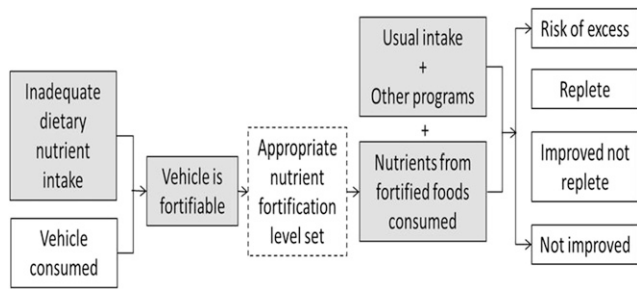 Inadequate
dietary
nutrient
intake
Vehicle
consumed
Vehicle is
fortifiable
Appropriate
nutrient
fortification
level set
Usual intake
+
Other programs
+
Nutrients from
fortified foods
consumed
Risk of excess
Replete
Improved not
replete
Not improved